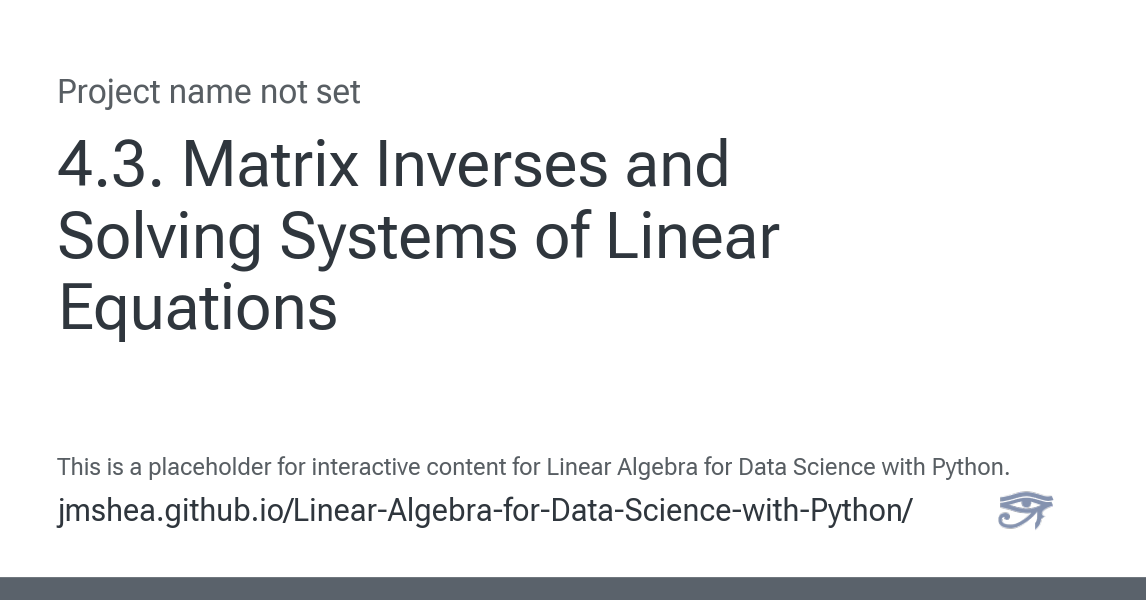 Project name not set
4.3. Matrix Inverses and
Solving Systems of Linear
Equations
This is a placeholder for interactive content for Linear Algebra for Data Science with Python.
jmshea.github.io/Linear-Algebra-for-Data-Science-with-Python/